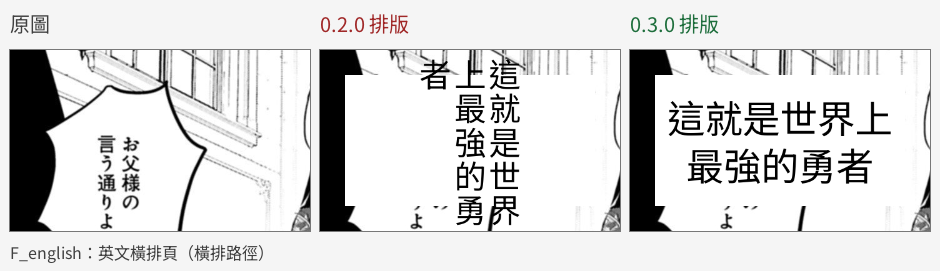 原圖
0.2.0 排版
0.3.0 排版
お父様の
言う通りよ
這就是世界
上最強的勇
者
這就是世界上
最強的勇者
F_english：英文橫排頁（橫排路徑）